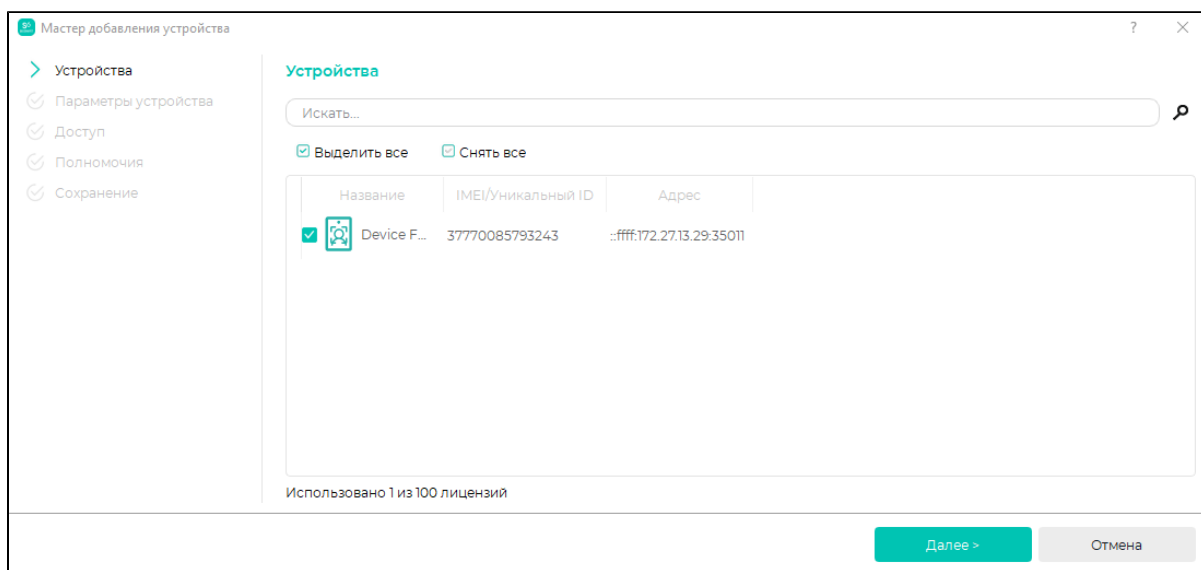 Мастер добавления устройства
?
Устройства
Параметры устройства
Доступ
Полномочия
Сохранение
Устройства
Искать...
Выделить все Снять все
Название IMEI/Уникальный ID Адрес
Device F... 37770085793243 ::ffff:172.27.13.29:35011
Использовано 1 из 100 лицензий
Далее > Отмена